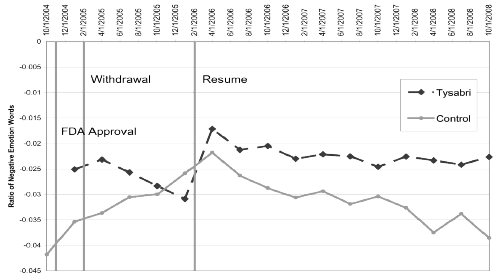 10/1/2004 12/1/2004 2/1/2005 4/1/2005 6/1/2005 8/1/2005 10/1/2005 12/1/2005 2/1/2006 4/1/2006 6/1/2006 8/1/2006 10/1/2006 12/1/2006 2/1/2007 4/1/2007 6/1/2007 8/1/2007 10/1/2007 12/1/2007 2/1/2008 4/1/2008 6/1/2008 8/1/2008 10/1/2008
0
-0.005
Withdrawal Resume
-0.01
Tysabri
-0.015
Control
FDA Approval
-0.02
-0.025
-0.03
-0.035
-0.04
-0.045
Ratio of Negative Emotion Words